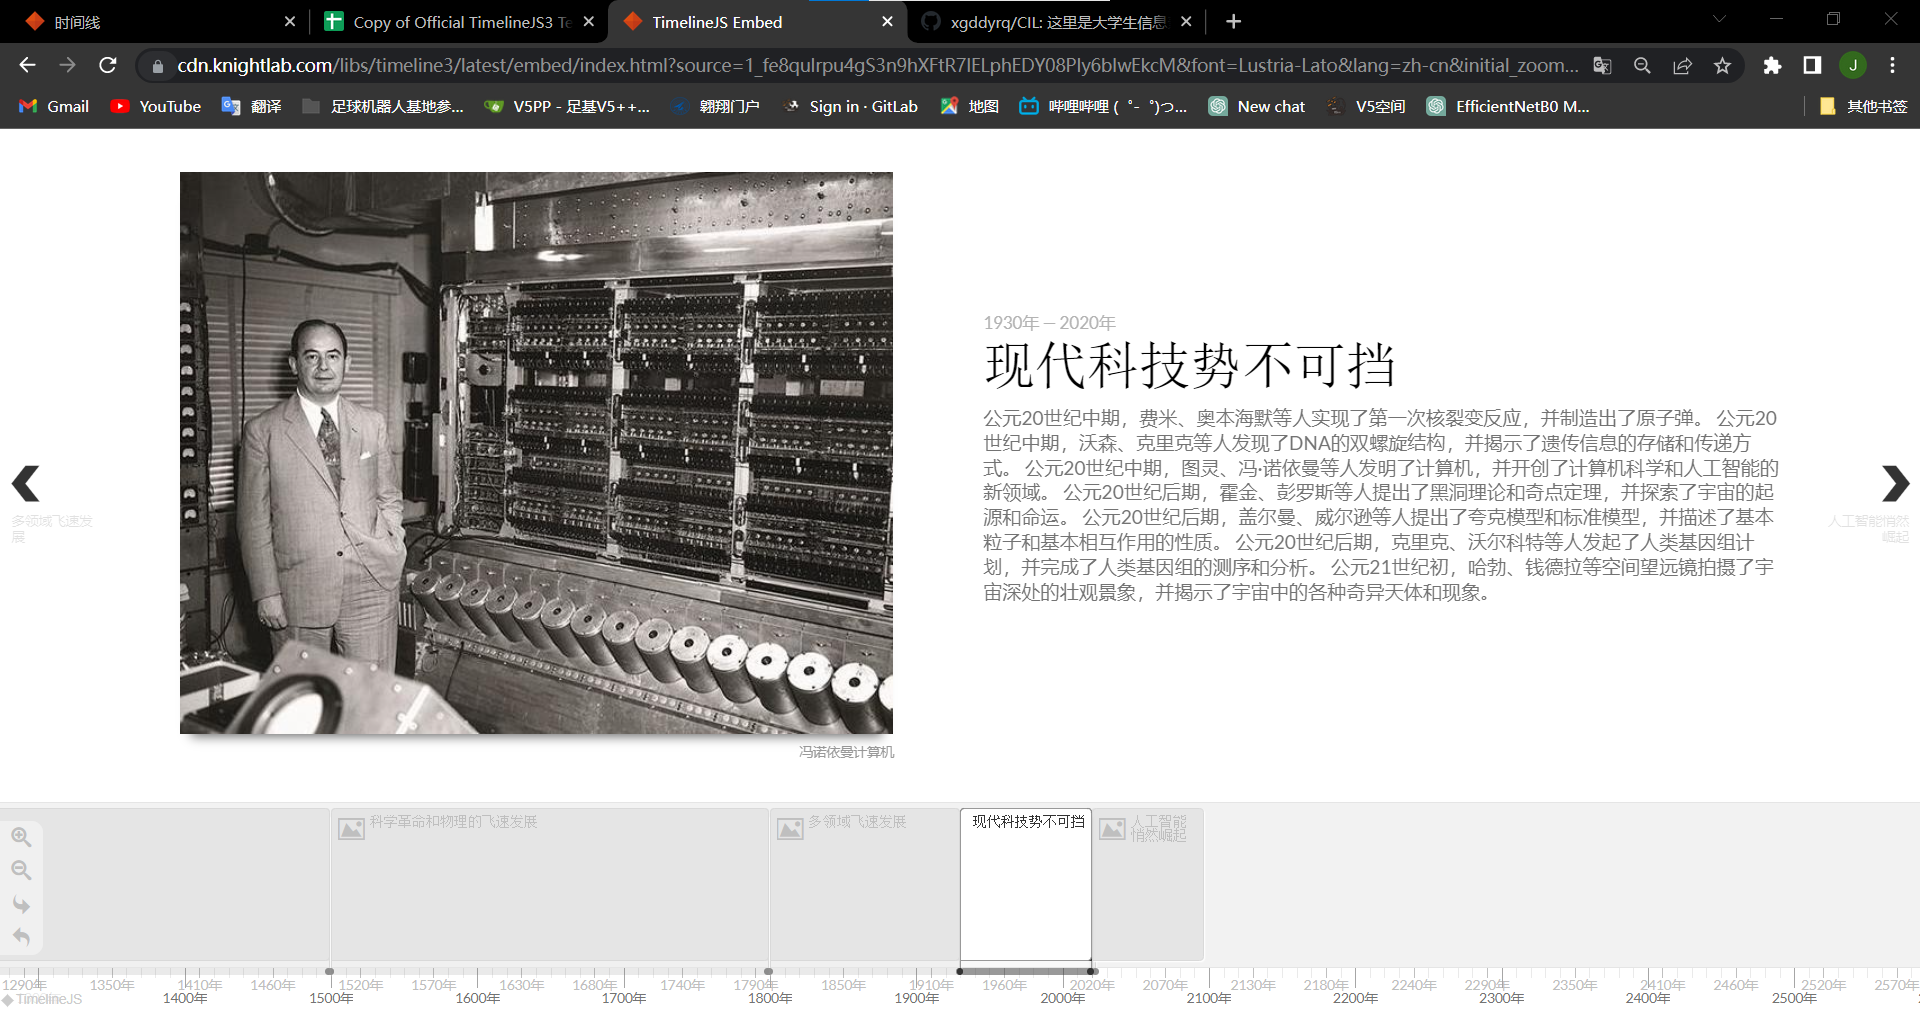 时间线
Copy of Official TimelineJS3 Te
TimelineJS Embed
xgddyrq/CIL: 这里是大学生信息
cdn.knightlab.com/libs/timeline3/latest/embed/index.html?source=1_fe8qulrpu4gS3n9hXFtR7IELphEDY08Ply6blwEkcM&font=Lustria-Lato&lang=zh-cn&initial_zoom...
J
Gmail
YouTube
翻译
足球机器人基地参...
V5PP - 足基V5++...
翱翔门户
Sign in · GitLab
地图
哔哩哔哩 ( ゜- ゜)つ...
New chat
V5空间
EfficientNetB0 M...
其他书签
1930年 — 2020年
现代科技势不可挡
公元20世纪中期，费米、奥本海默等人实现了第一次核裂变反应，并制造出了原子弹。 公元20
世纪中期，沃森、克里克等人发现了DNA的双螺旋结构，并揭示了遗传信息的存储和传递方
式。 公元20世纪中期，图灵、冯·诺依曼等人发明了计算机，并开创了计算机科学和人工智能的
新领域。 公元20世纪后期，霍金、彭罗斯等人提出了黑洞理论和奇点定理，并探索了宇宙的起
源和命运。 公元20世纪后期，盖尔曼、威尔逊等人提出了夸克模型和标准模型，并描述了基本
粒子和基本相互作用的性质。 公元20世纪后期，克里克、沃尔科特等人发起了人类基因组计
划，并完成了人类基因组的测序和分析。 公元21世纪初，哈勃、钱德拉等空间望远镜拍摄了宇
宙深处的壮观景象，并揭示了宇宙中的各种奇异天体和现象。
多领域飞速发
展
人工智能悄然
崛起
冯诺依曼计算机
科学革命和物理的飞速发展
多领域飞速发展
现代科技势不可挡
人工智能
悄然崛起
1290年 1350年 1410年 1460年 1520年 1570年 1630年 1680年 1740年 1790年 1850年 1910年 1960年 2020年 2070年 2130年 2180年 2240年 2290年 2350年 2410年 2460年 2520年 2570年
TimelineJS
1400年 1500年 1600年 1700年 1800年 1900年 2000年 2100年 2200年 2300年 2400年 2500年